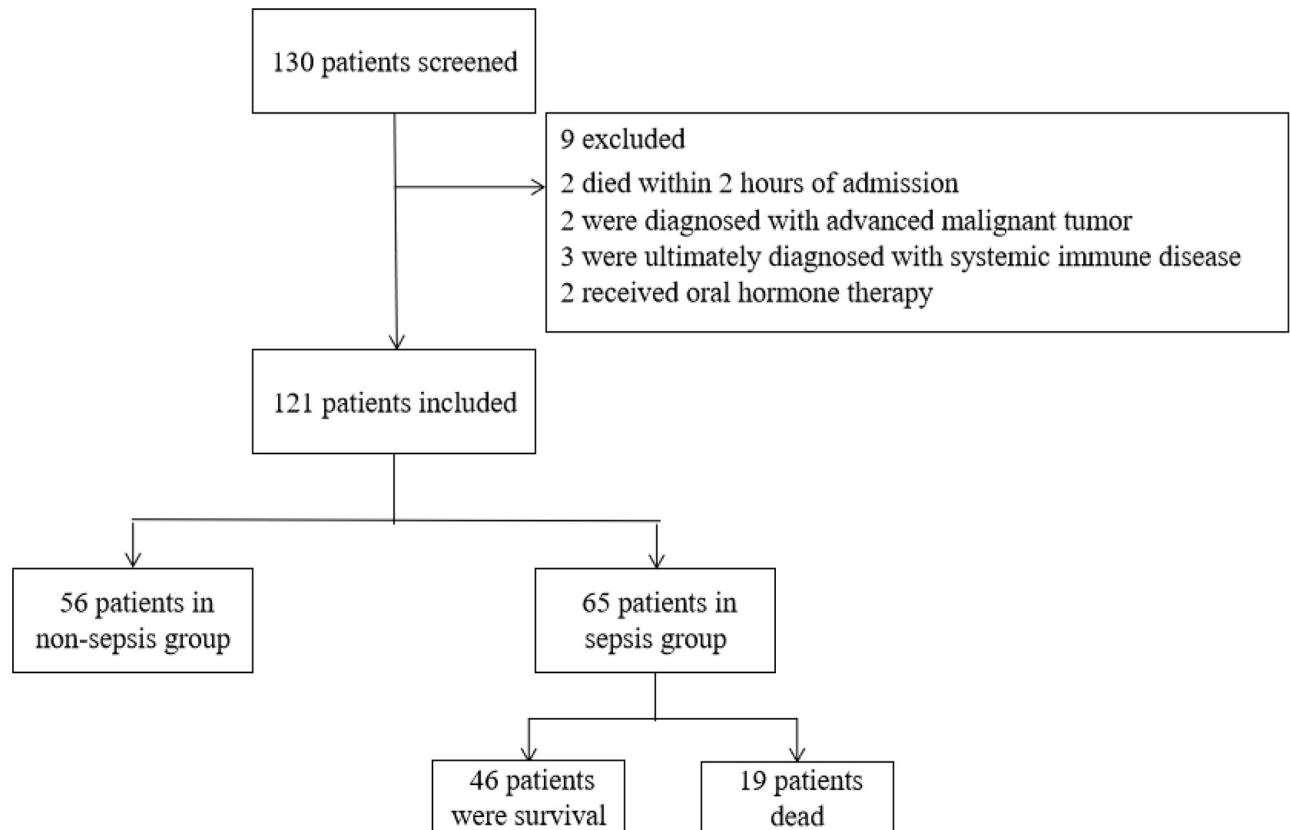 130 patients screened
9 excluded
2 died within 2 hours of admission
2 were diagnosed with advanced malignant tumor
3 were ultimately diagnosed with systemic immune disease
2 received oral hormone therapy
121 patients included
56 patients in
non-sepsis group
65 patients in
sepsis group
46 patients
were survival
19 patients
dead